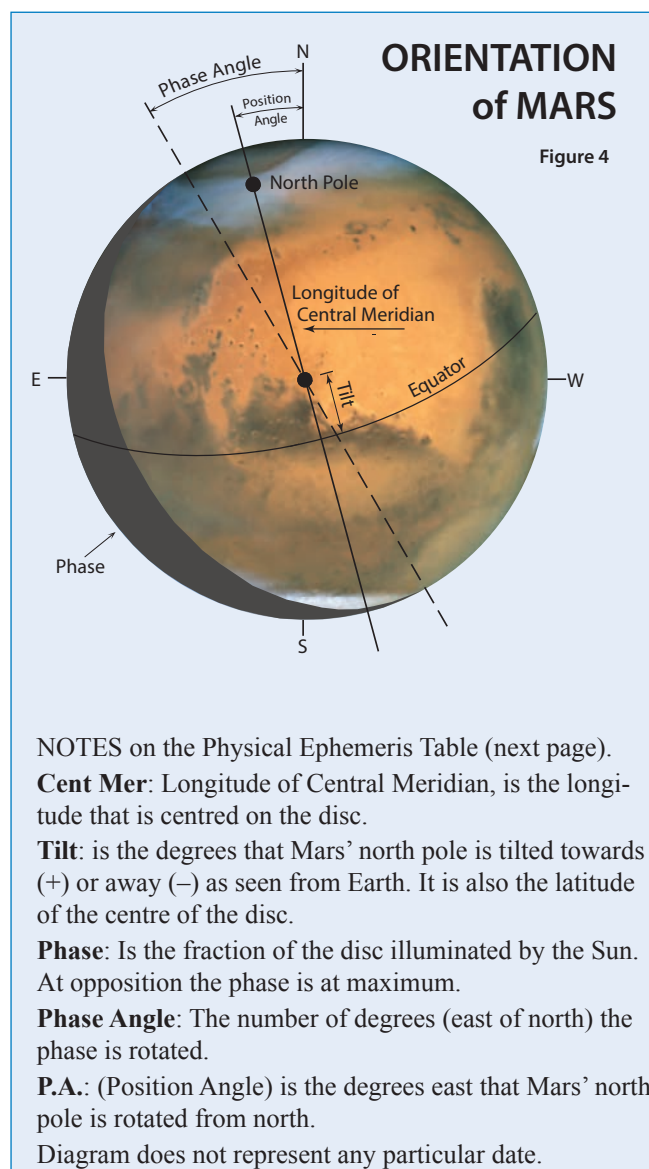 ORIENTATION
of MARS
Figure 4
N
Phase Angle
Position
Angle
North Pole
Longitude of
Central Meridian
-
E
W
Equator
Tilt
Phase
S
NOTES on the Physical Ephemeris Table (next page).
Cent Mer: Longitude of Central Meridian, is the longi-
tude that is centred on the disc.
Tilt: is the degrees that Mars’ north pole is tilted towards
(+) or away (–) as seen from Earth. It is also the latitude
of the centre of the disc.
Phase: Is the fraction of the disc illuminated by the Sun.
At opposition the phase is at maximum.
Phase Angle: The number of degrees (east of north) the
phase is rotated.
P.A.: (Position Angle) is the degrees east that Mars’ north
pole is rotated from north.
Diagram does not represent any particular date.